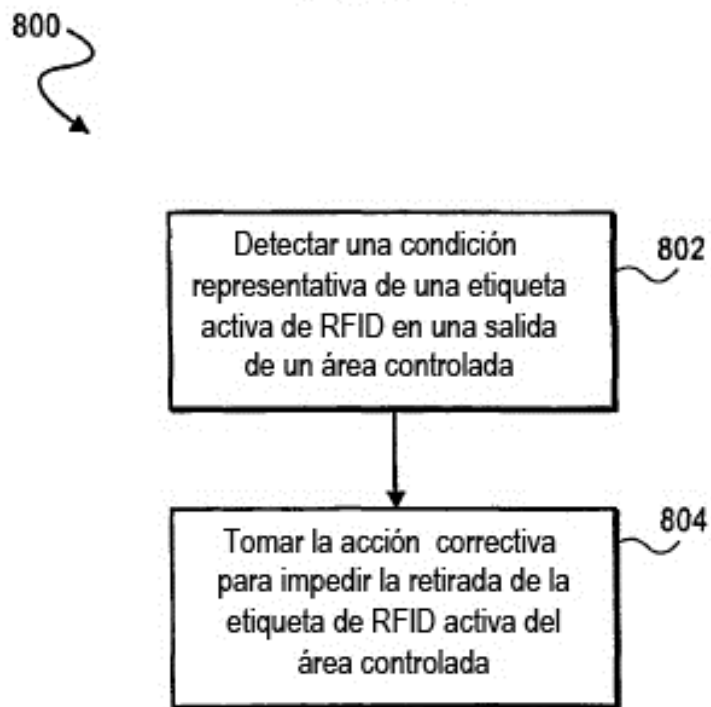 800
Detectar una condición
representativa de una etiqueta
activa de RFID en una salida
de un área controlada
802
Tomar la acción correctiva
para impedir la retirada de la
etiqueta de RFID activa del
área controlada
804